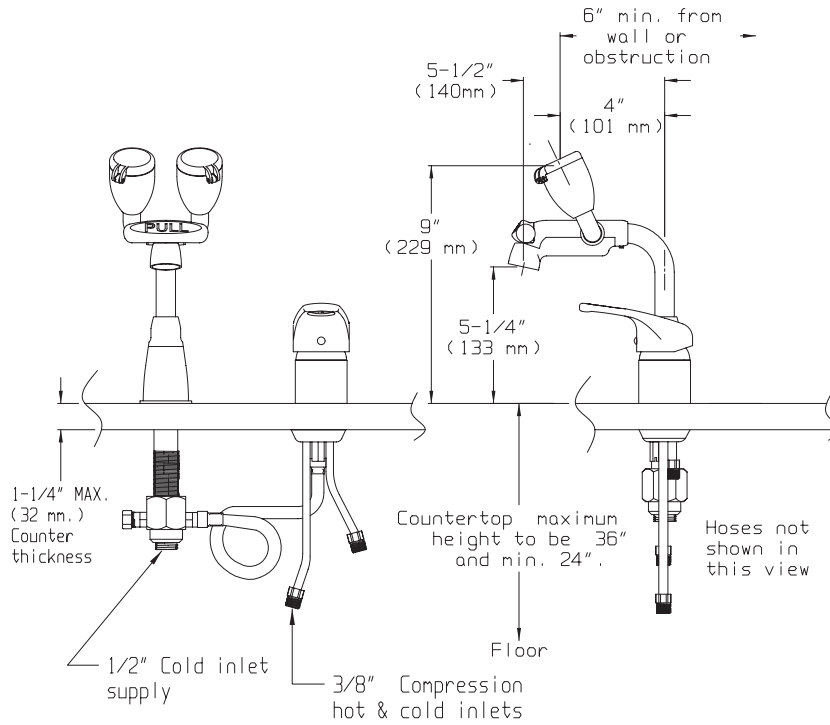 6" min. from
wall or
obstruction
5-1/2"
(140mm)
4"
(101 mm)
PULL
9"
(229 mm)
5-1/4"
(133 mm)
1-1/4" MAX.
(32 mm.)
Counter
thickness
Countertop maximum
height to be 36"
and min. 24".
Hoses not
shown in
this view
Floor
1/2" Cold inlet
supply
3/8" Compression
hot & cold inlets